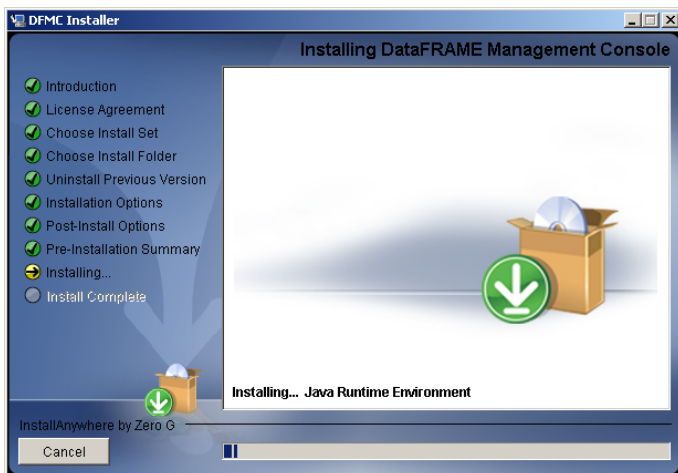 DFMC Installer
Installing DataFRAME Management Console
Introduction
License Agreement
Choose Install Set
Choose Install Folder
Uninstall Previous Version
Installation Options
Post-Install Options
Pre-Installation Summary
Installing...
Install Complete
Installing... Java Runtime Environment
InstallAnywhere by Zero G
Cancel